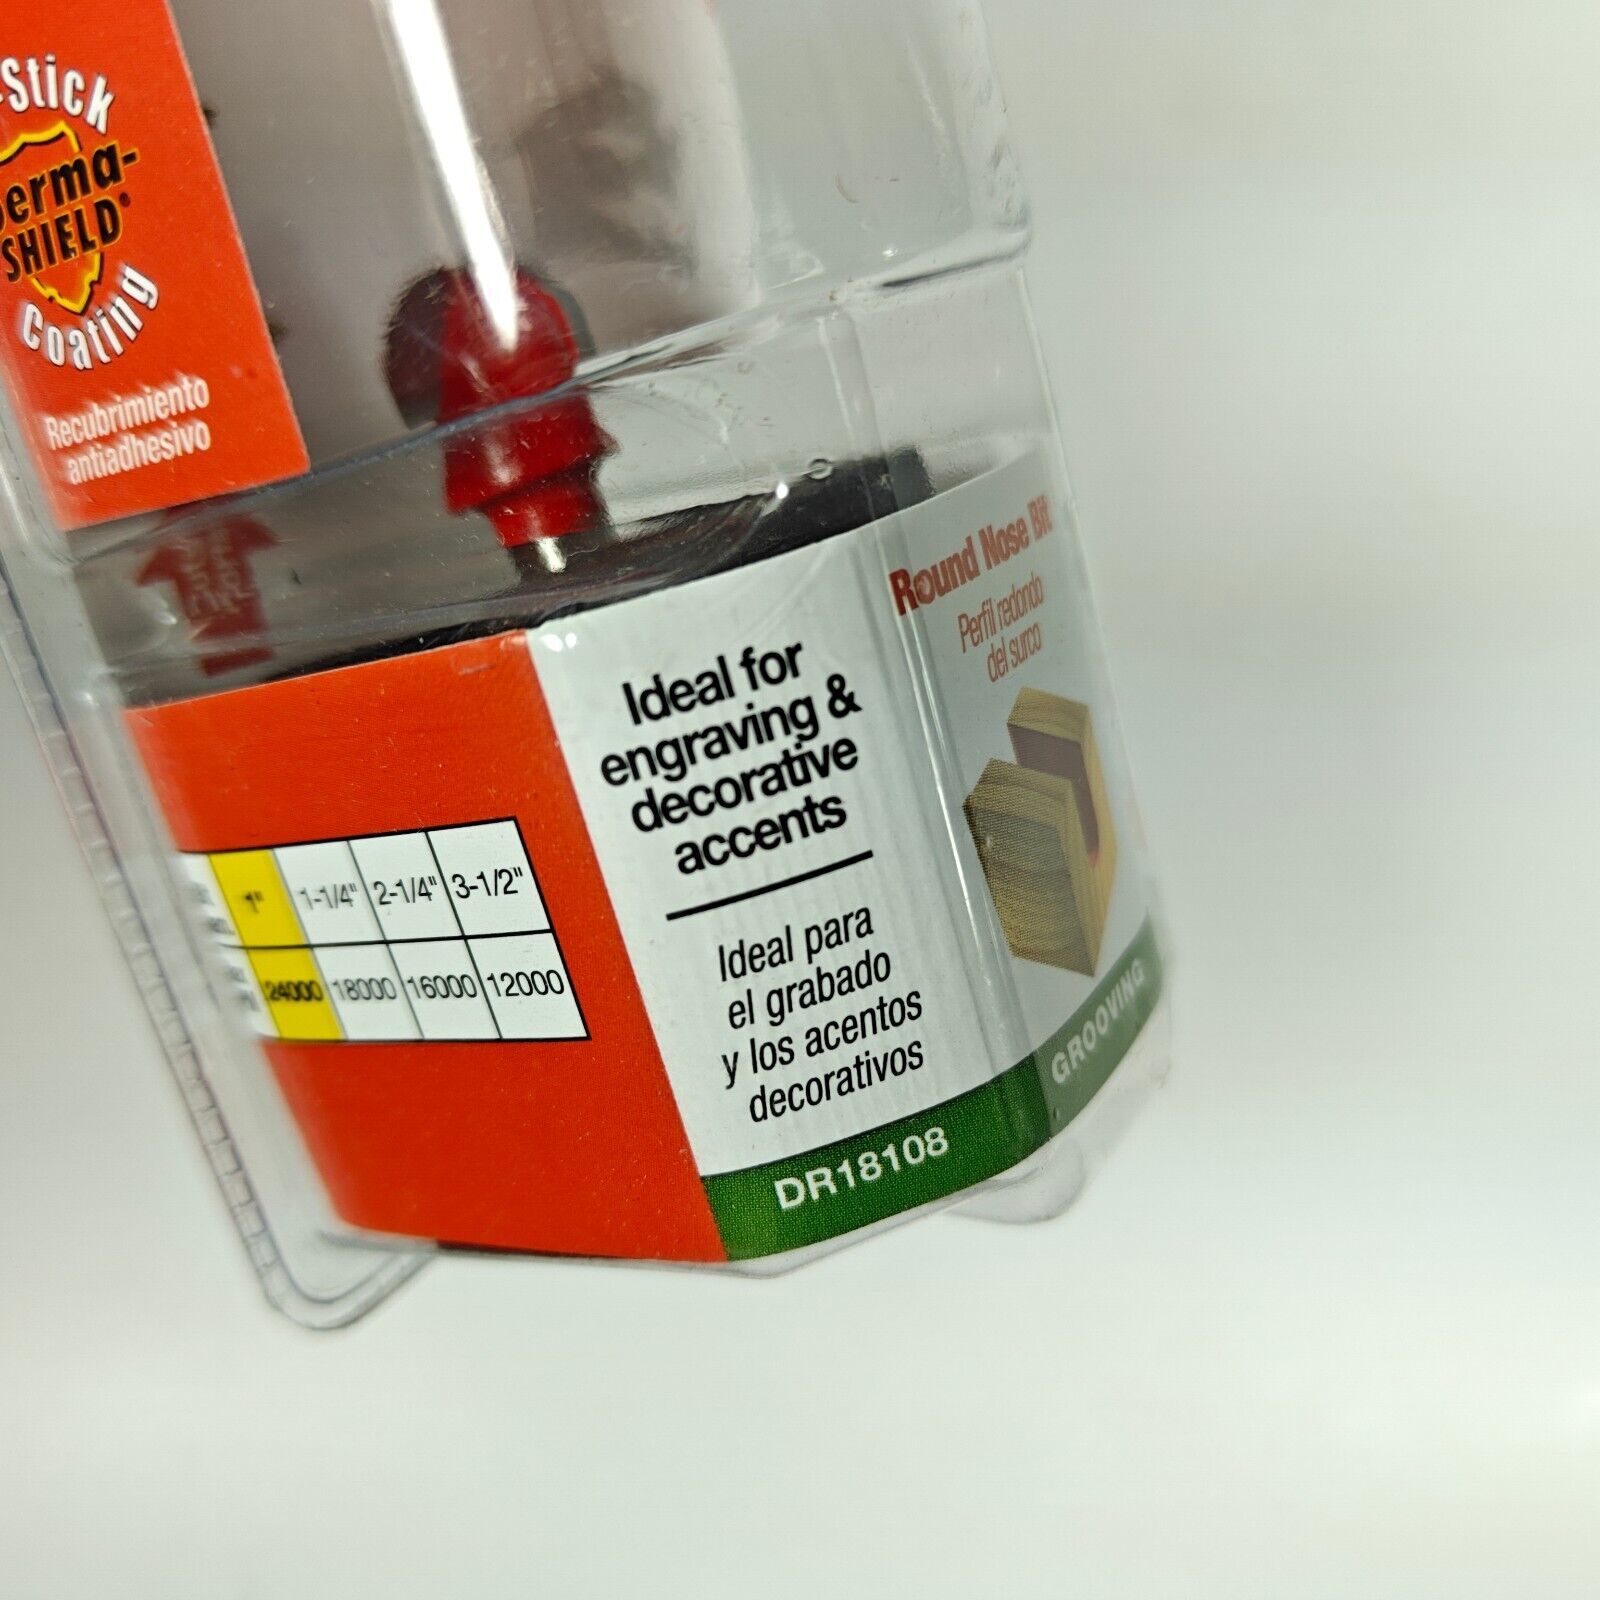 -Stick
Perma-
SHIELD®
Coating
Recubrimiento
antiadhesivo
Round Nose Bit
Perfil redondo
del surco
Ideal for
engraving &
decorative
accents
1" 1-1/4" 2-1/4" 3-1/2"
24000 18000 16000 12000
Ideal para
el grabado
y los acentos
decorativos
DR18108
GROOVING